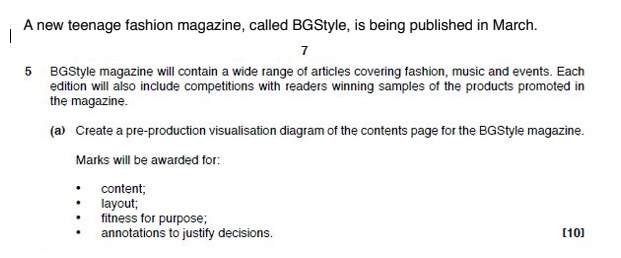 A new teenage fashion magazine, called BGStyle, is being published in March.
7
5 BGStyle magazine will contain a wide range of articles covering fashion, music and events. Each
edition will also include competitions with readers winning samples of the products promoted in
the magazine.
(a) Create a pre-production visualisation diagram of the contents page for the BGStyle magazine.
Marks will be awarded for:
• content;
• layout;
• fitness for purpose;
• annotations to justify decisions. [10]